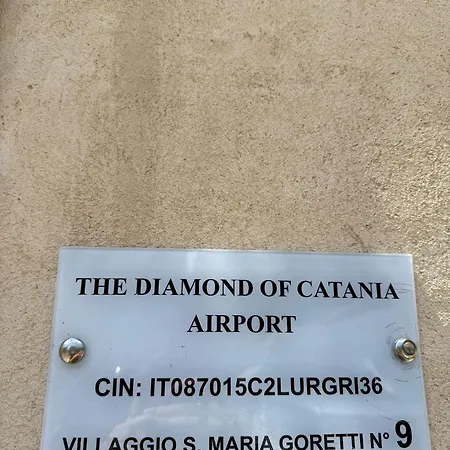 THE DIAMOND OF CATANIA
AIRPORT
CIN: IT087015C2LURGRI36
VILLAGGIO S. MARIA GORETTI N° 9